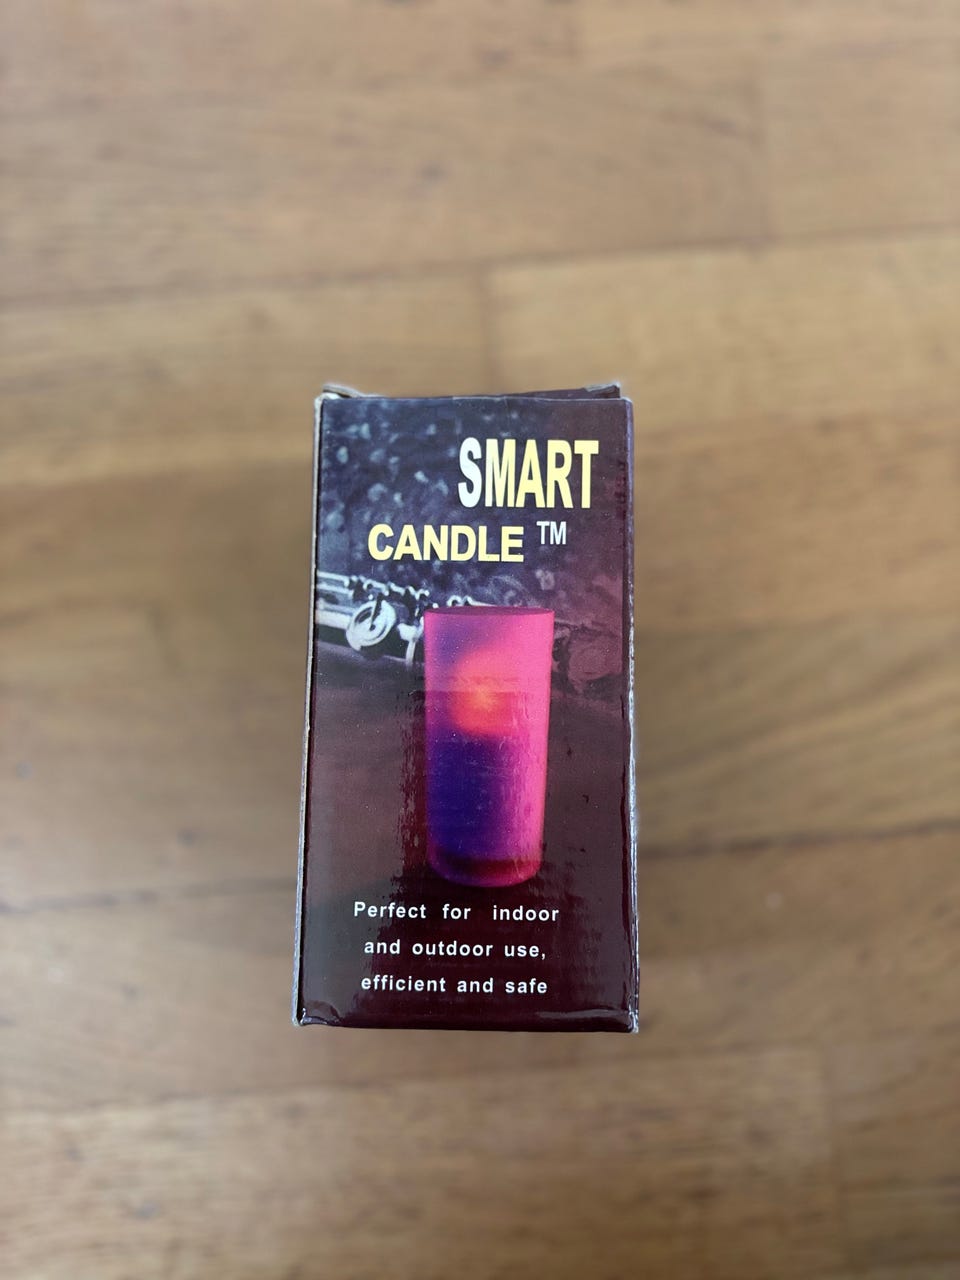 SMART
CANDLE ™
Perfect for indoor
and outdoor use,
efficient and safe